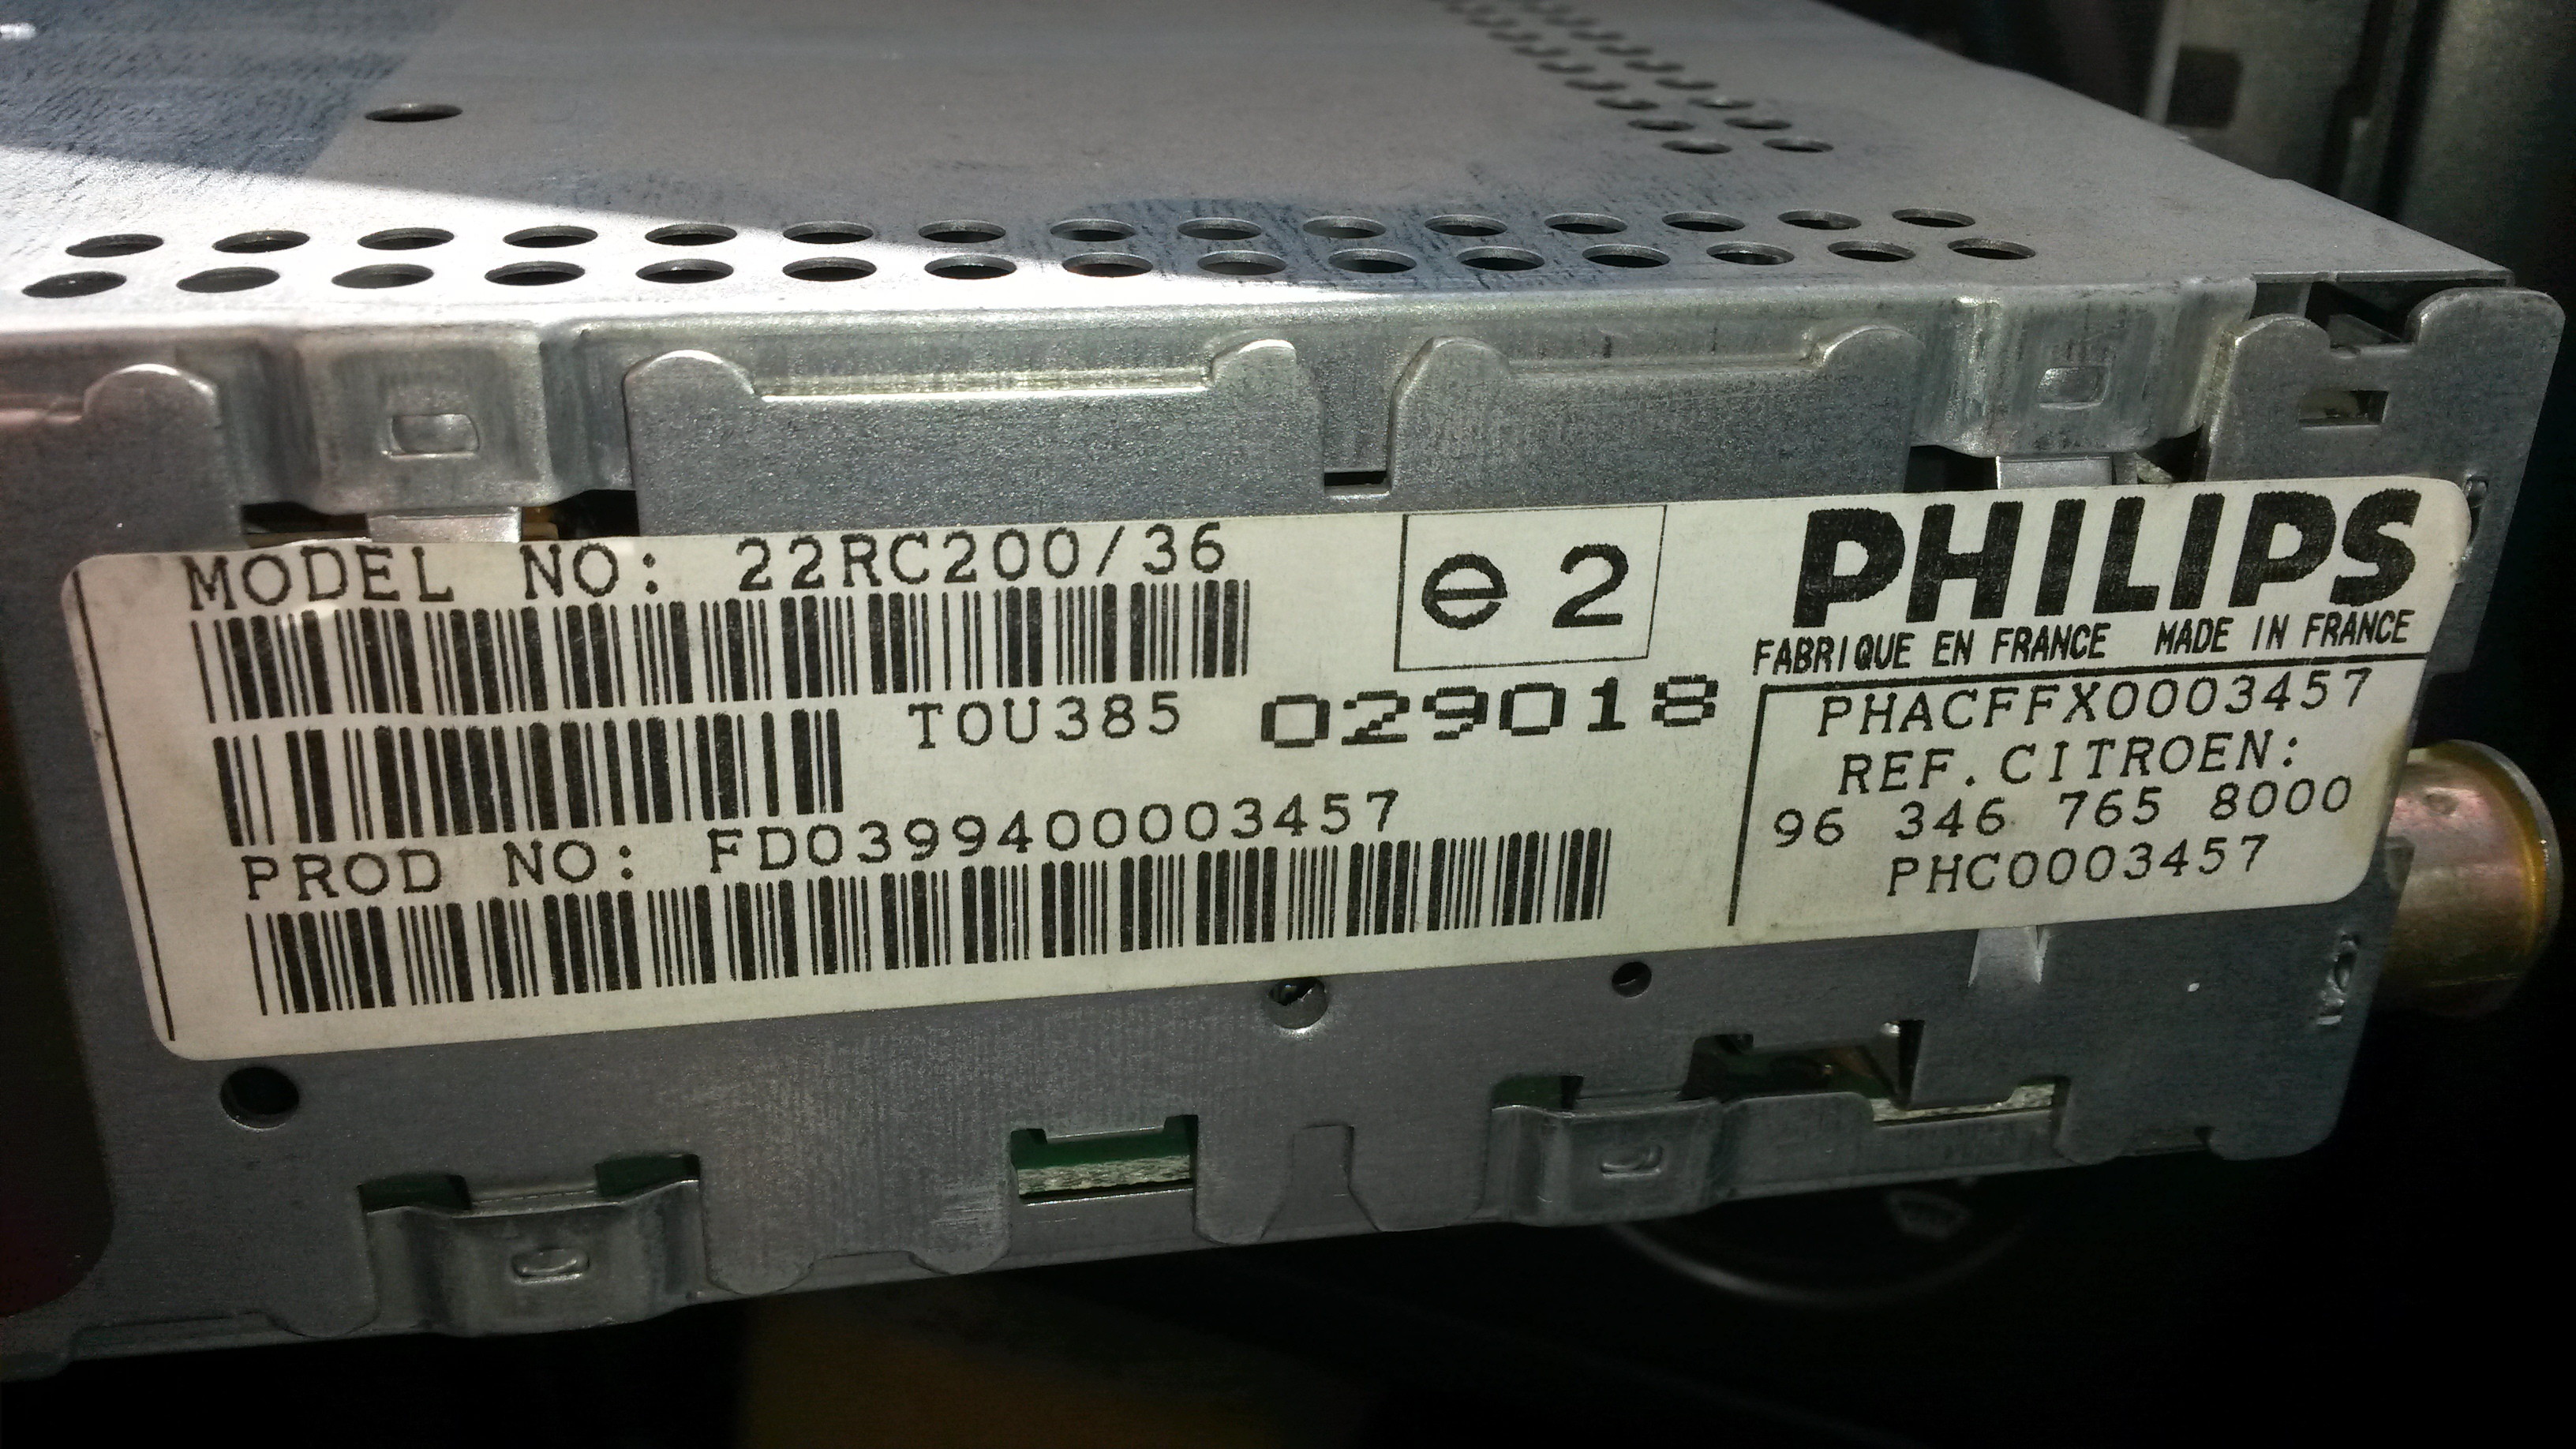 MODEL NO: 22RC200/36
TOU385
PROD NO: FD0399400003457
e 2
029018
PHILIPS
FABRIQUE EN FRANCE MADE IN FRANCE
PHACFFX0003457
REF.CITROEN:
96 346 765 8000
PHC0003457